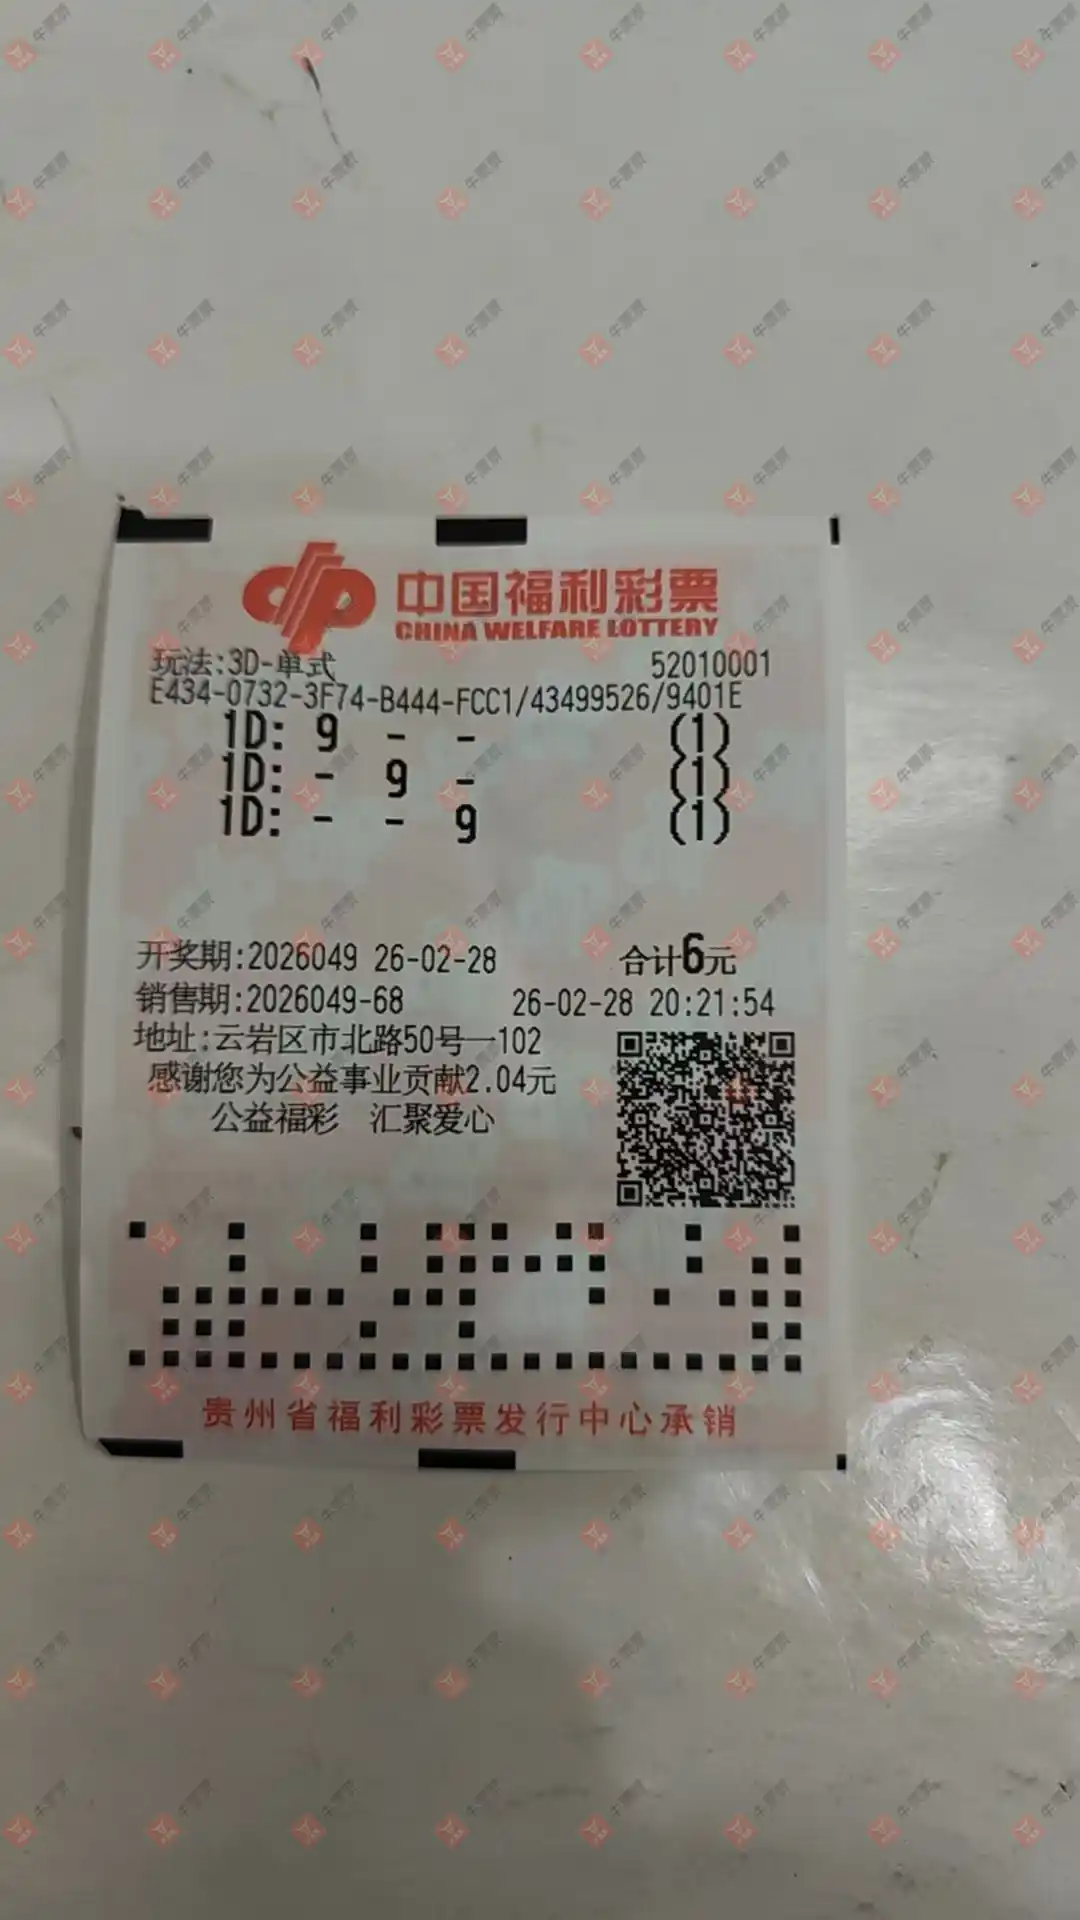 中国福利彩票
CHINA WELFARE LOTTERY
玩法:3D-单式 52010001
E434-0732-3F74-B444-FCC1/43499526/9401E
1D: 9 - - (1)
1D: - 9 - (1)
1D: - - 9 (1)
开奖期:2026049 26-02-28 合计6元
销售期:2026049-68 26-02-28 20:21:54
地址:云岩区市北路50号一102
感谢您为公益事业贡献2.04元
公益福彩 汇聚爱心
贵州省福利彩票发行中心承销